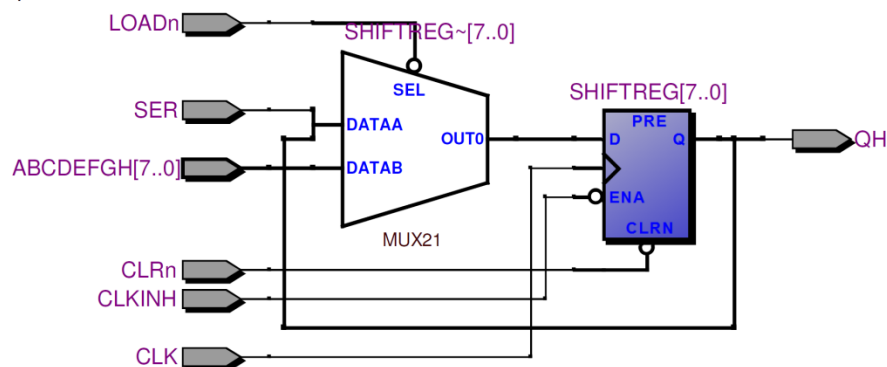 LOADn
SHIFTREG~[7..0]
SEL
SER
DATAA
OUT0
ABCDEFGH[7..0]
DATAB
MUX21
SHIFTREG[7..0]
PRE
D
Q
ENA
CLRN
QH
CLRn
CLKINH
CLK